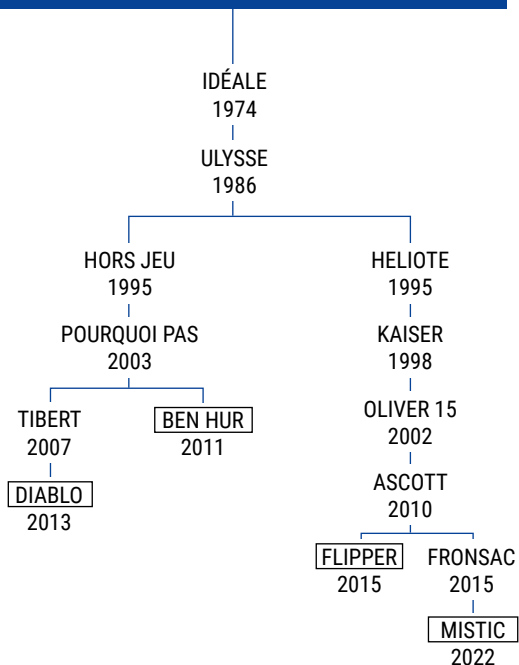 IDÉALE
1974
ULYSSE
1986
HORS JEU
1995
HELIOTE
1995
POURQUOI PAS
2003
KAISER
1998
TIBERT
2007
BEN HUR
2011
OLIVER 15
2002
DIABLO
2013
ASCOTT
2010
FLIPPER
2015
FRONSAC
2015
MISTIC
2022